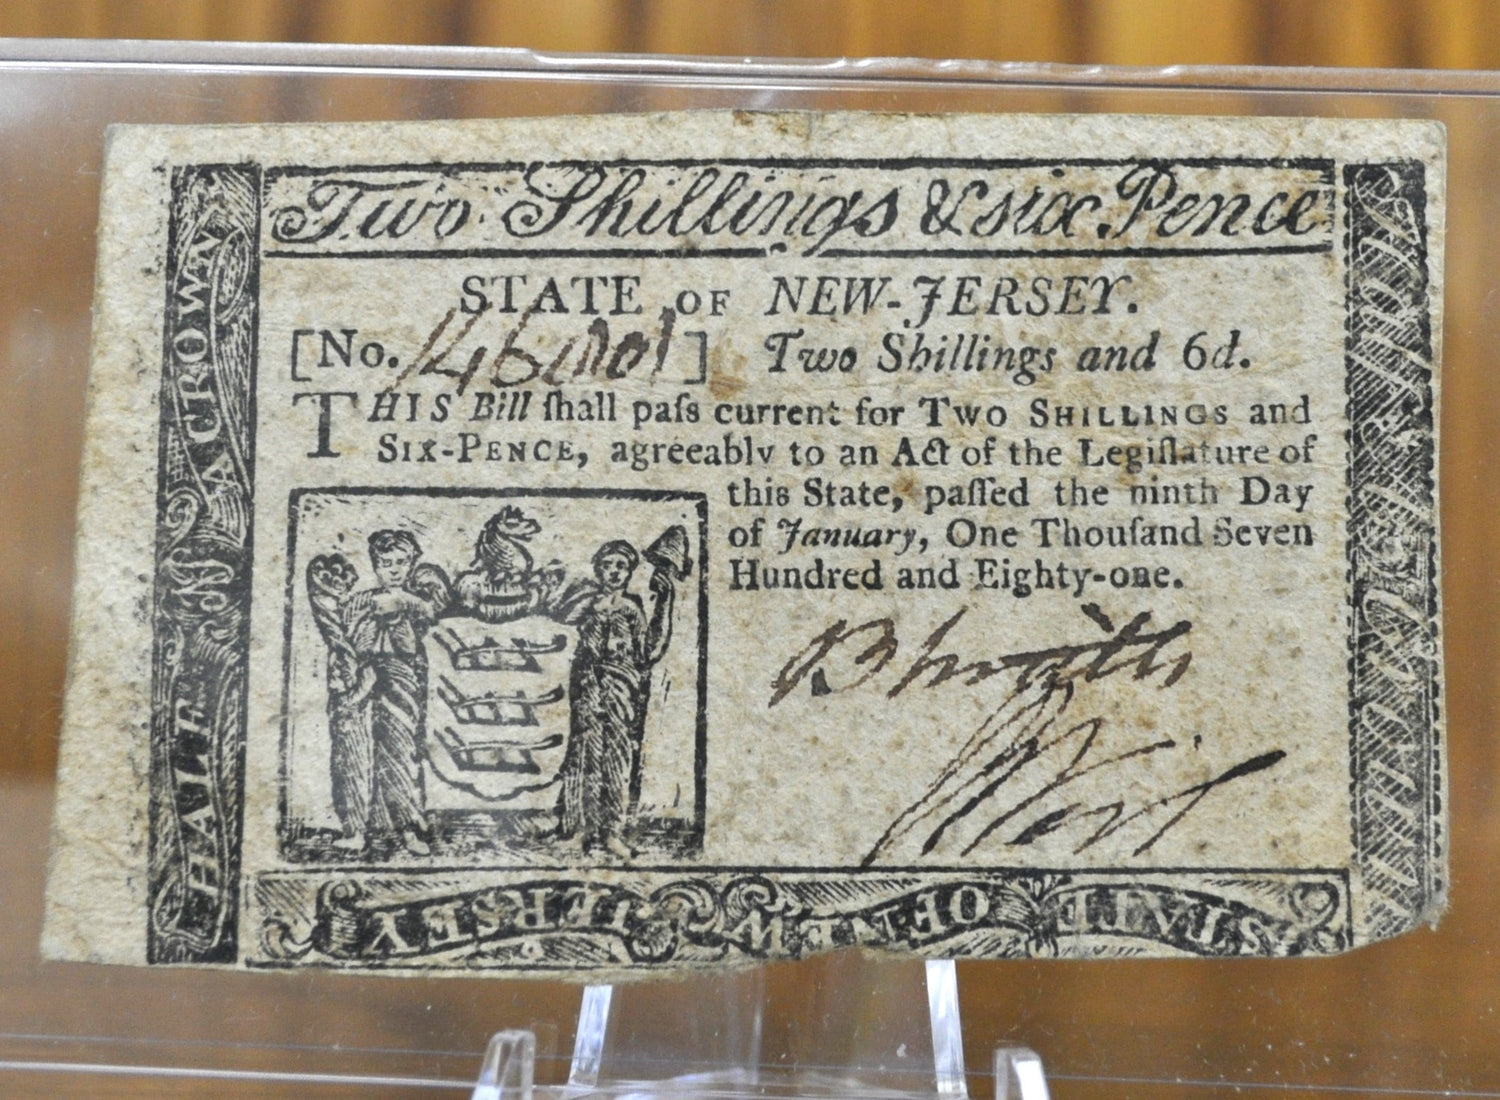 Two Shillings & six Pence
STATE OF NEW-JERSEY.
[No. ] Two Shillings and 6d.
THIS Bill ſhall paſs current for TWO SHILLINGS and
SIX-PENCE, agreeably to an Act of the Legiſlature of
this State, paſſed the ninth Day
of January, One Thouſand Seven
Hundred and Eighty-one.
BSmith
HALF A CROWN
STATE OF NEW JERSEY